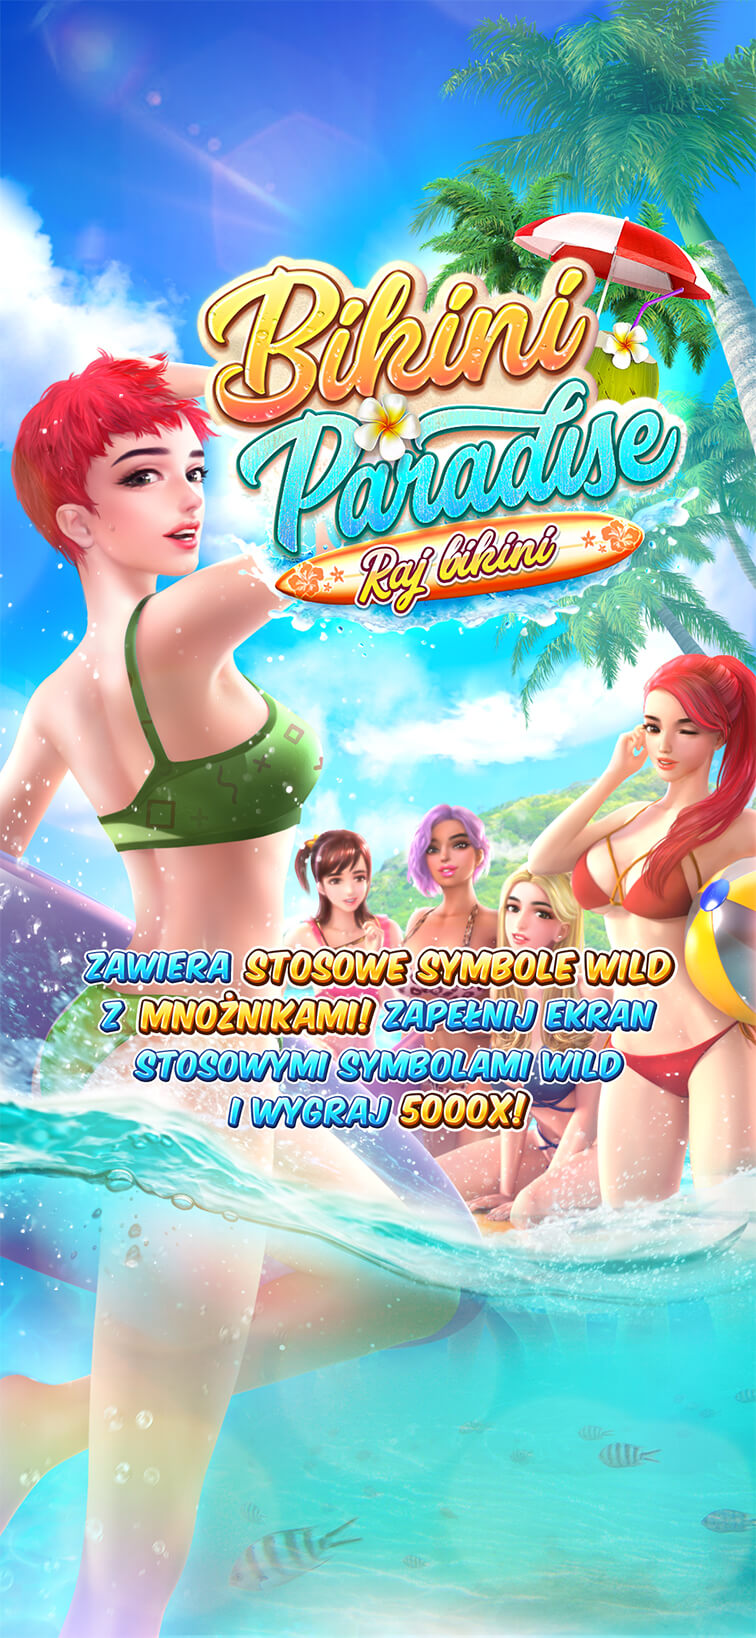 Bikini
Paradise
Raj bikini
ZAWIERA STOSOWE SYMBOLE WILD
Z MNOŻNIKAMI! ZAPEŁNIJ EKRAN
STOSOWYMI SYMBOLAMI WILD
I WYGRAJ 5000X!